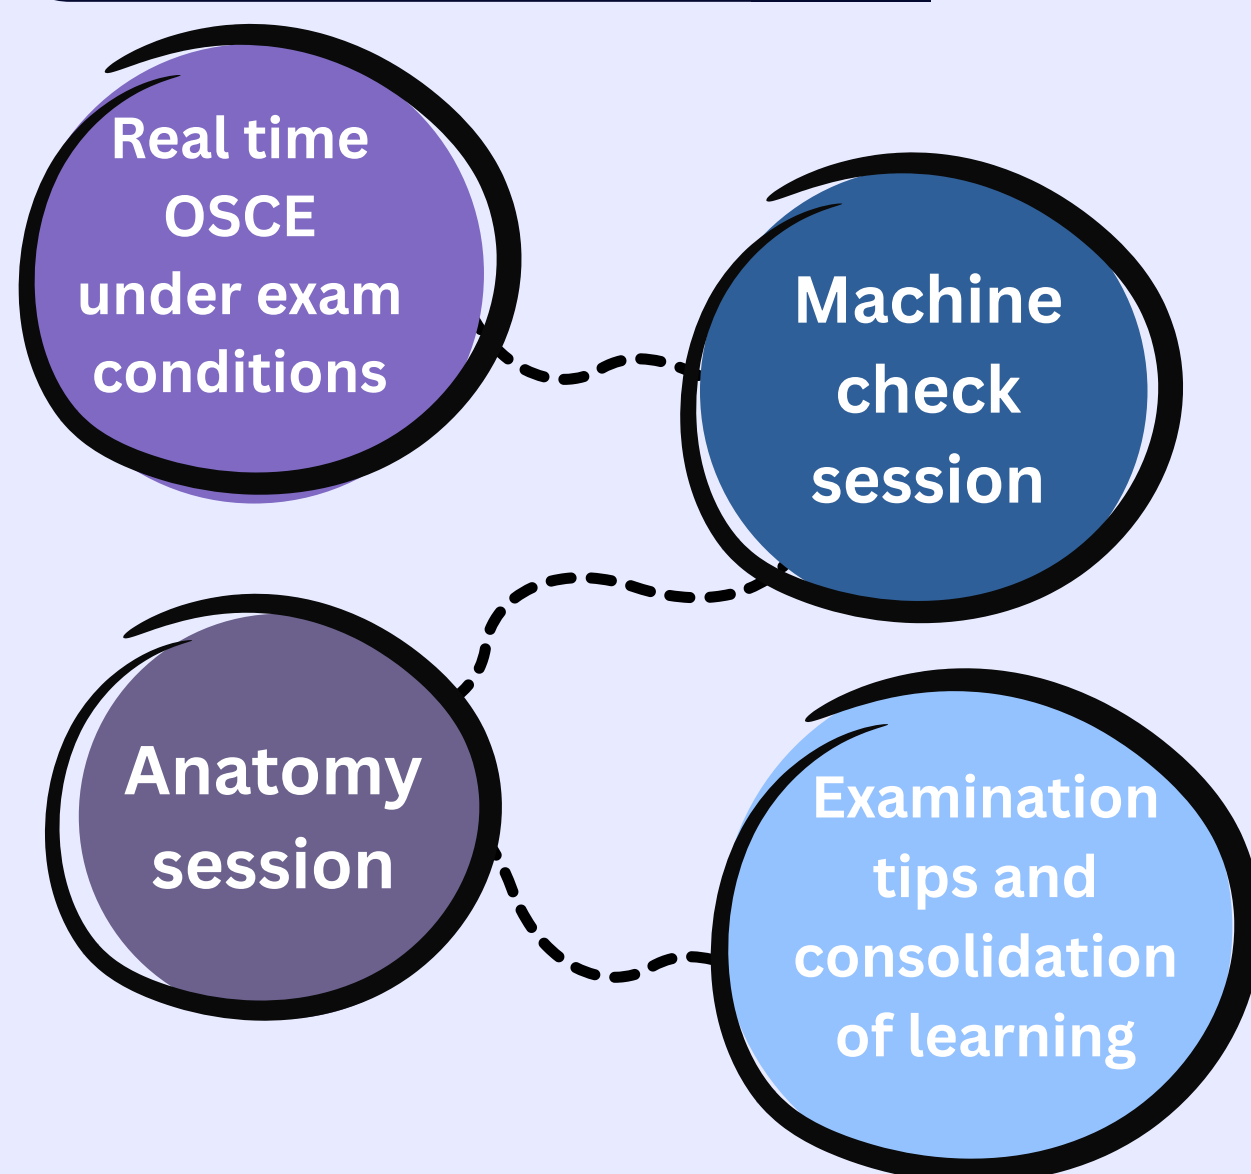 Real time
OSCE
under exam
conditions
Machine
check
session
Anatomy
session
Examination
tips and
consolidation
of learning